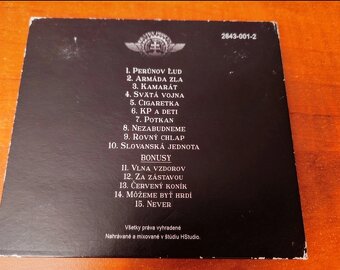 2643-001-2
1. Perúnov Ľud
2. Armáda zla
3. Kamarát
4. Svätá vojna
5. Cigaretka
6. KP a deti
7. Potkan
8. Nezabudneme
9. Rovný chlap
10. Slovanská jednota
BONUSY
11. Vlna vzdorov
12. Za zástavou
13. Červený koník
14. Môžeme byť hrdí
15. Never
Všetky práva vyhradené
Nahrávané a mixované v štúdiu HStudio.